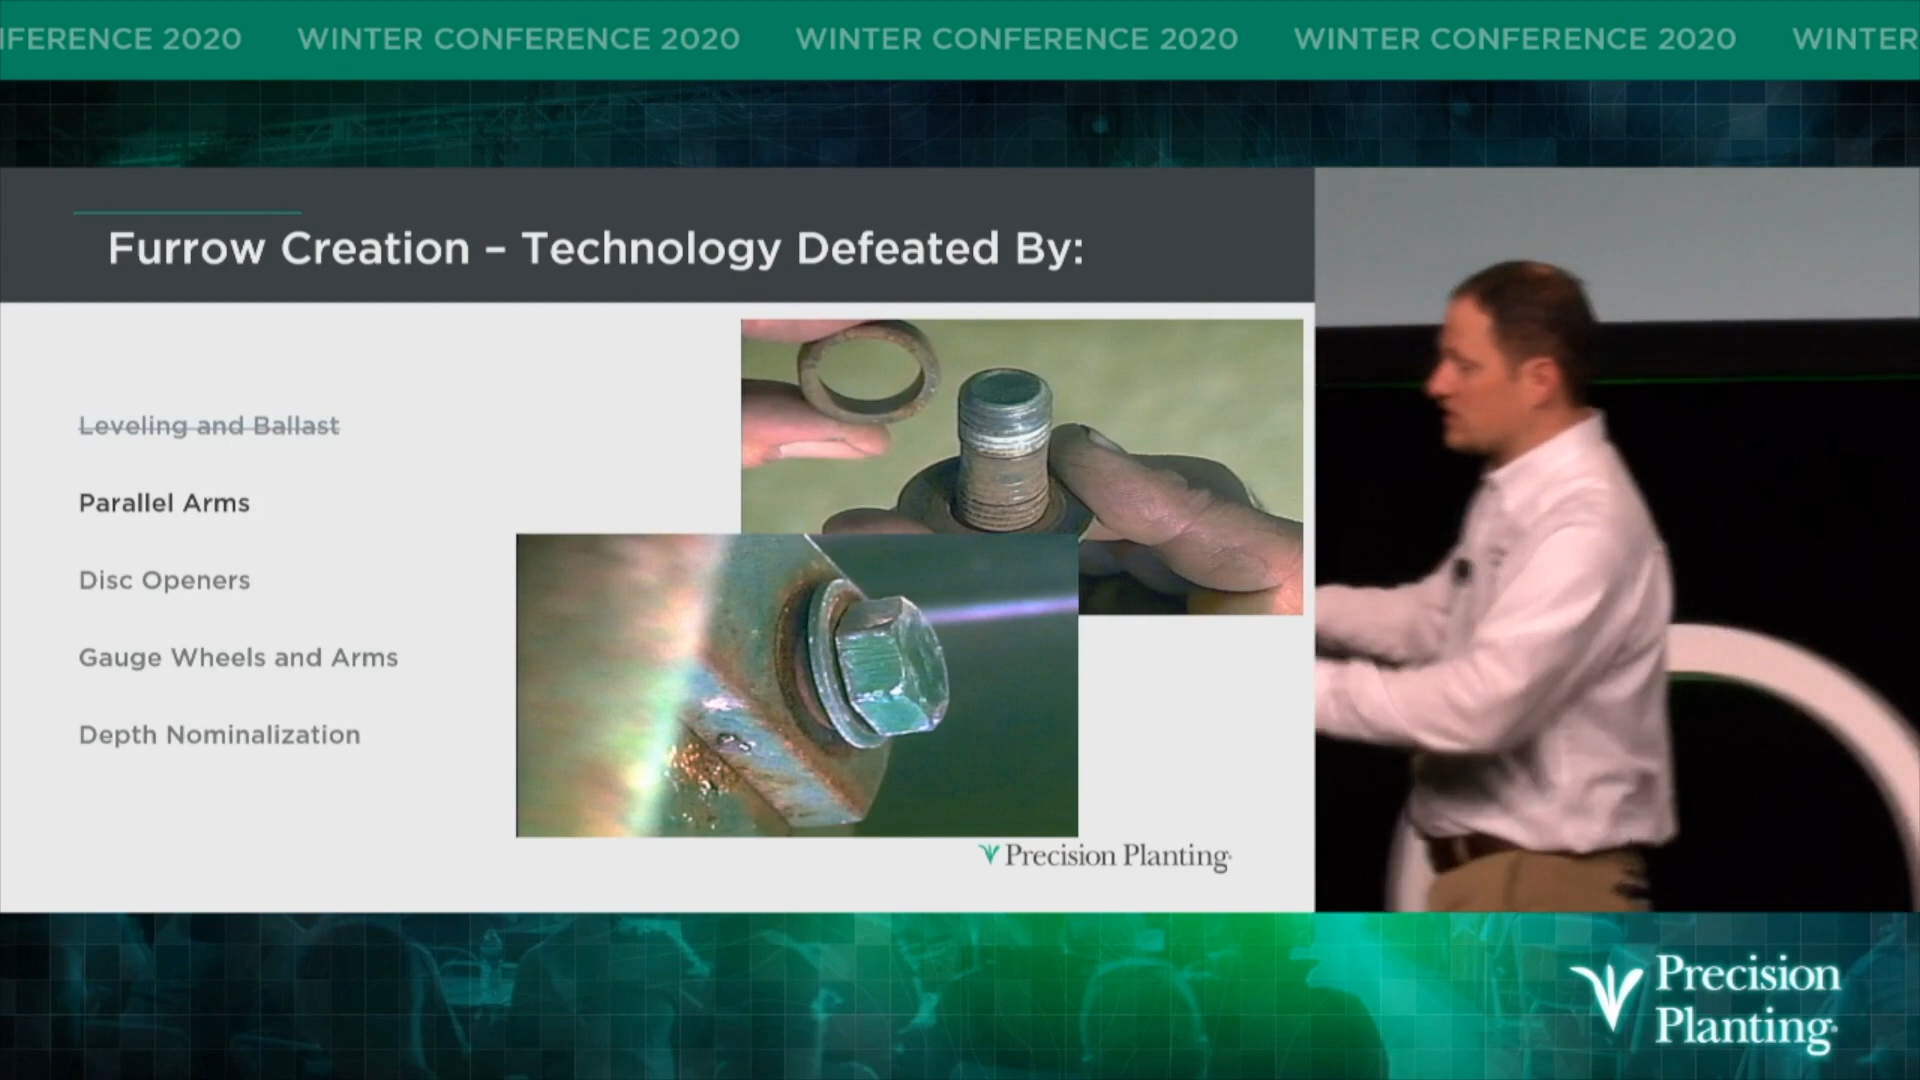 IFERENCE 2020 WINTER CONFERENCE 2020 WINTER CONFERENCE 2020 WINTER CONFERENCE 2020 WINTER
Furrow Creation – Technology Defeated By:
Leveling and Ballast
Parallel Arms
Disc Openers
Gauge Wheels and Arms
Depth Nominalization
Precision Planting
Precision
Planting